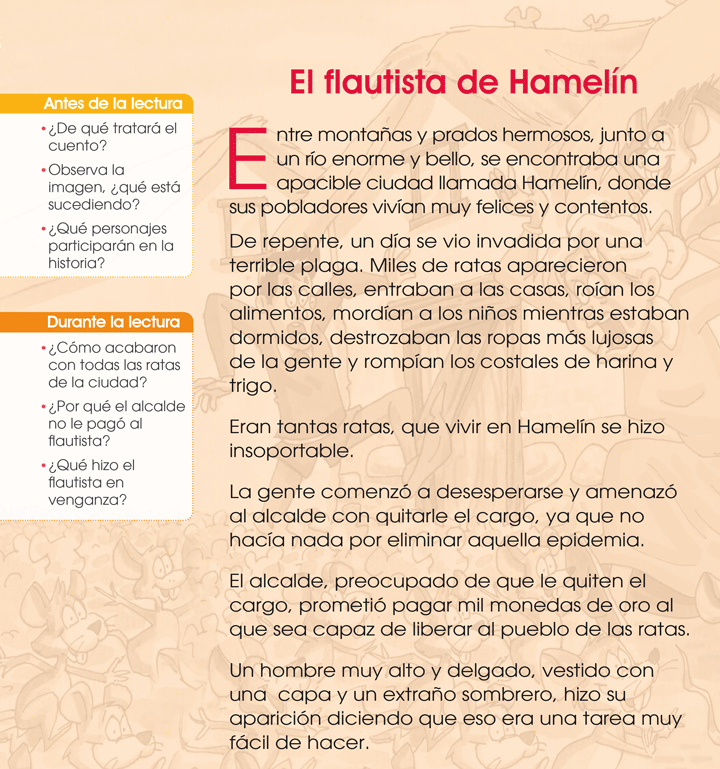 El flautista de Hamelín
Antes de la lectura
• ¿De qué tratará el
cuento?
• Observa la
imagen, ¿qué está
sucediendo?
• ¿Qué personajes
participarán en la
historia?
Durante la lectura
• ¿Cómo acabaron
con todas las ratas
de la ciudad?
• ¿Por qué el alcalde
no le pagó al
flautista?
• ¿Qué hizo el
flautista en
venganza?
Entre montañas y prados hermosos, junto a
un río enorme y bello, se encontraba una
apacible ciudad llamada Hamelín, donde
sus pobladores vivían muy felices y contentos.
De repente, un día se vio invadida por una
terrible plaga. Miles de ratas aparecieron
por las calles, entraban a las casas, roían los
alimentos, mordían a los niños mientras estaban
dormidos, destrozaban las ropas más lujosas
de la gente y rompían los costales de harina y
trigo.
Eran tantas ratas, que vivir en Hamelín se hizo
insoportable.
La gente comenzó a desesperarse y amenazó
al alcalde con quitarle el cargo, ya que no
hacía nada por eliminar aquella epidemia.
El alcalde, preocupado de que le quiten el
cargo, prometió pagar mil monedas de oro al
que sea capaz de liberar al pueblo de las ratas.
Un hombre muy alto y delgado, vestido con
una capa y un extraño sombrero, hizo su
aparición diciendo que eso era una tarea muy
fácil de hacer.